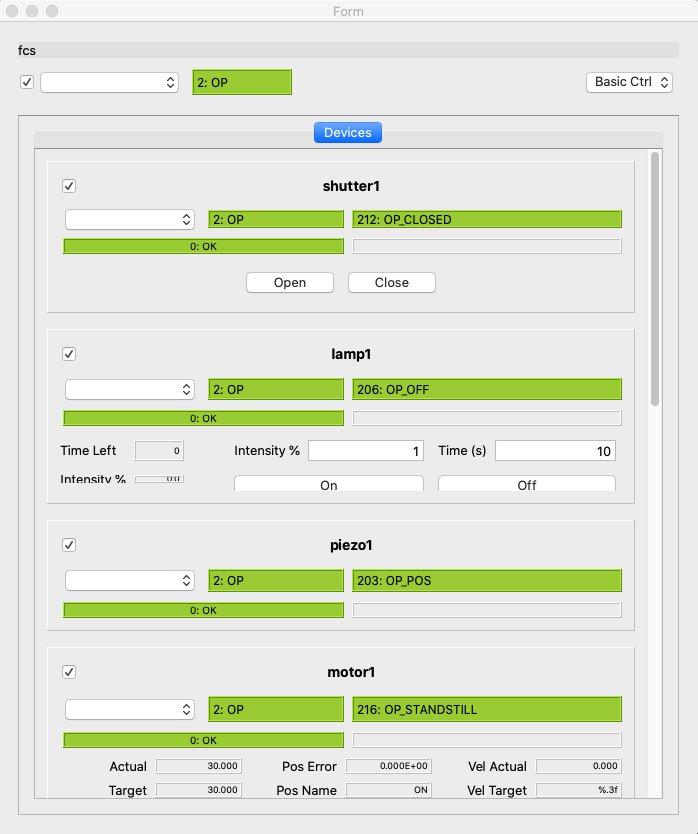 Form
fcs
2: OP Basic Ctrl
Devices
shutter1
2: OP 212: OP_CLOSED
0: OK
Open Close
lamp1
2: OP 206: OP_OFF
0: OK
Time Left 0 Intensity % 1 Time (s) 10
Intensity % 0.0 On Off
piezo1
2: OP 203: OP_POS
0: OK
motor1
2: OP 216: OP_STANDSTILL
0: OK
Actual 30.000 Pos Error 0.000E+00 Vel Actual 0.000
Target 30.000 Pos Name ON Vel Target %.3f